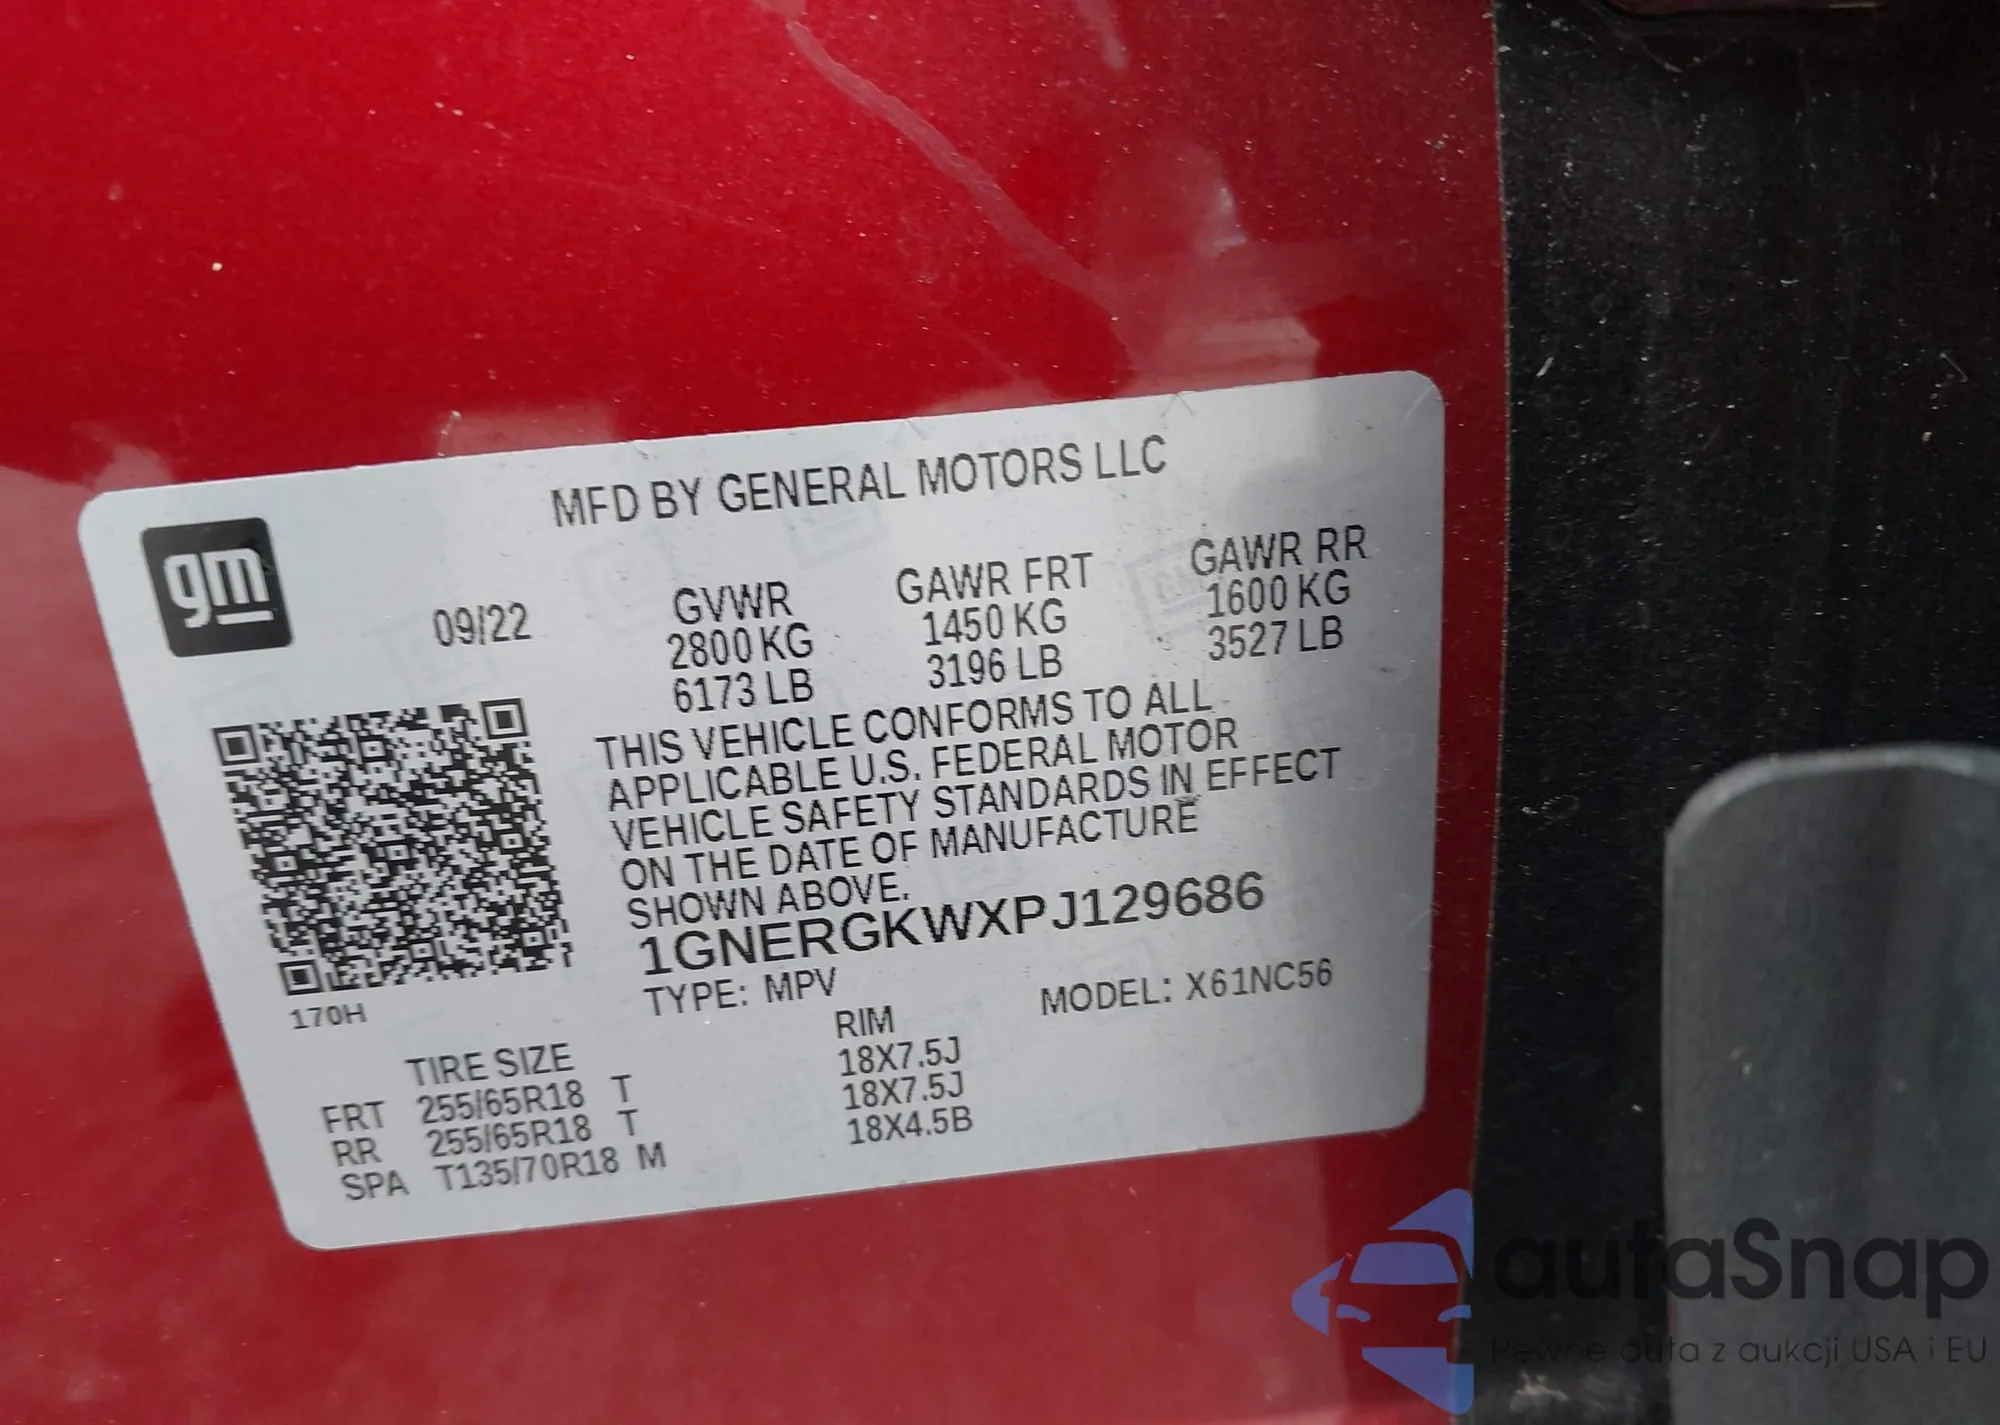 MFD BY GENERAL MOTORS LLC
gm
09/22
GVWR GAWR FRT GAWR RR
2800 KG 1450 KG 1600 KG
6173 LB 3196 LB 3527 LB
THIS VEHICLE CONFORMS TO ALL
APPLICABLE U.S. FEDERAL MOTOR
VEHICLE SAFETY STANDARDS IN EFFECT
ON THE DATE OF MANUFACTURE
SHOWN ABOVE.
1GNERGKWXPJ129686
TYPE: MPV MODEL: X61NC56
170H
TIRE SIZE RIM
FRT 255/65R18 T 18X7.5J
RR 255/65R18 T 18X7.5J
SPA T135/70R18 M 18X4.5B
autaSnap
Pewne auta z aukcji USA i EU